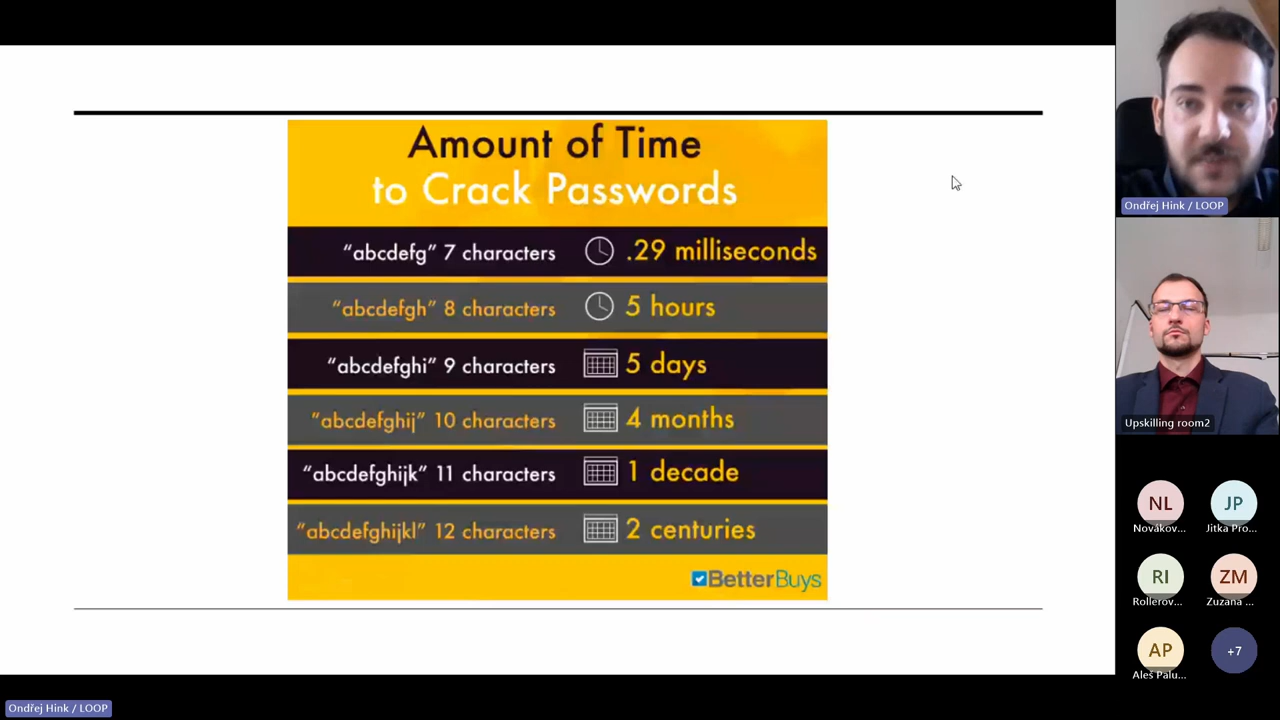 Amount of Time
to Crack Passwords
“abcdefg” 7 characters .29 milliseconds
“abcdefgh” 8 characters 5 hours
“abcdefghi” 9 characters 5 days
“abcdefghij” 10 characters 4 months
“abcdefghijk” 11 characters 1 decade
“abcdefghijkl” 12 characters 2 centuries
BetterBuys
Ondřej Hink / LOOP
Upskilling room2
NL JP
Novákov... Jitka Pro...
RI ZM
Rollerov... Zuzana ...
AP +7
Aleš Palu...
Ondřej Hink / LOOP